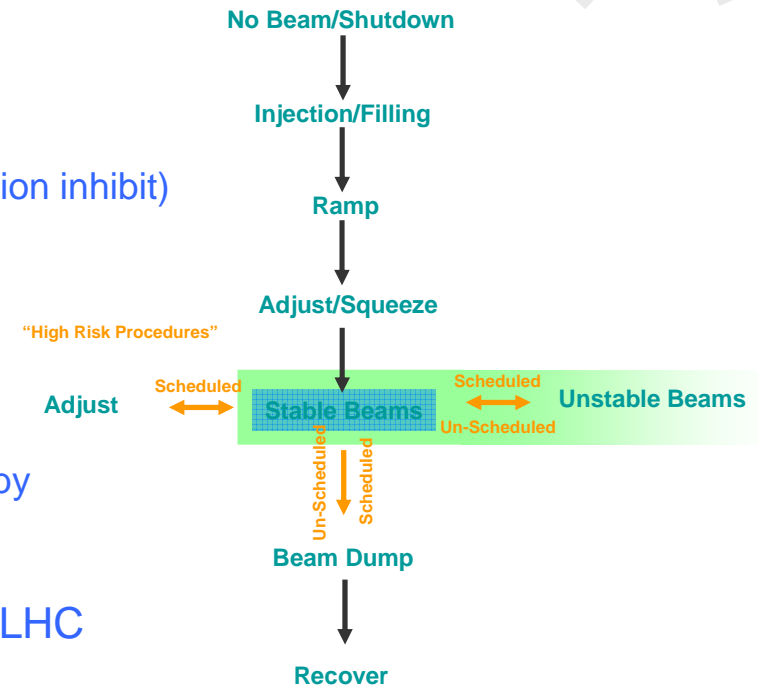 No Beam/Shutdown
Injection/Filling
ion inhibit)
Ramp
Adjust/Squeeze
“High Risk Procedures”
Adjust
Scheduled
Stable Beams
Scheduled
Un-Scheduled
Unstable Beams
Un-Scheduled
Scheduled
oy
Beam Dump
LHC
Recover